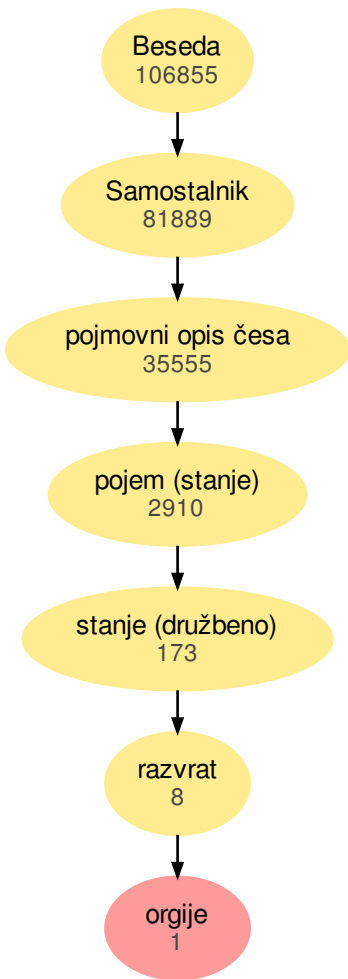 Beseda
106855
Samostalnik
81889
pojmovni opis česa
35555
pojem (stanje)
2910
stanje (družbeno)
173
razvrat
8
orgije
1